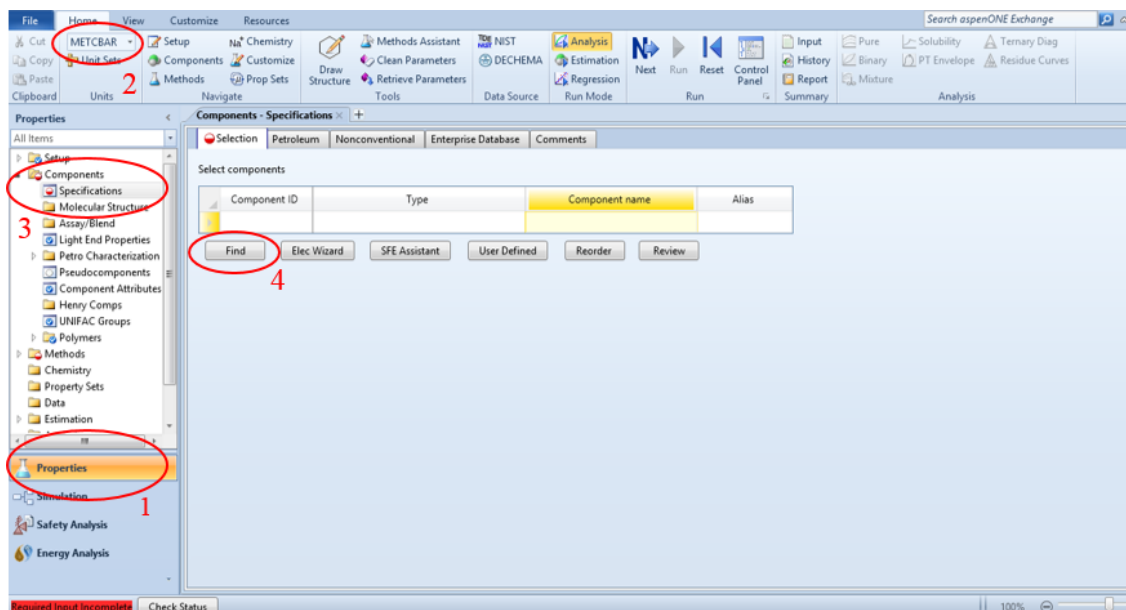 File Home View Customize Resources Search aspenONE Exchange
Cut METCBAR Setup Na+ Chemistry Methods Assistant NIST Analysis Input Pure Solubility Ternary Diag
Copy Unit Sets Components Customize Clean Parameters DECHEMA Estimation History Binary PT Envelope Residue Curves
Paste 2 Methods Prop Sets Draw Structure Retrieve Parameters Regression Next Run Reset Control Panel Report Mixture
Clipboard Units Navigate Tools Data Source Run Mode Run Summary Analysis
Properties Components - Specifications
All Items Selection Petroleum Nonconventional Enterprise Database Comments
Setup
Components Select components
Specifications
Molecular Structure Component ID Type Component name Alias
3 Assay/Blend
Light End Properties
Petro Characterization Find Elec Wizard SFE Assistant User Defined Reorder Review
Pseudocomponents 4
Component Attributes
Henry Comps
UNIFAC Groups
Polymers
Methods
Chemistry
Property Sets
Data
Estimation
Properties
Simulation 1
Safety Analysis
Energy Analysis
Required Input Incomplete Check Status 100%